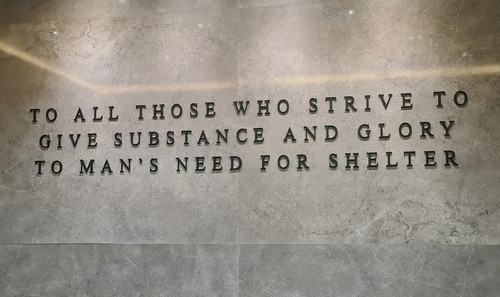 TO ALL THOSE WHO STRIVE TO
GIVE SUBSTANCE AND GLORY
TO MAN'S NEED FOR SHELTER